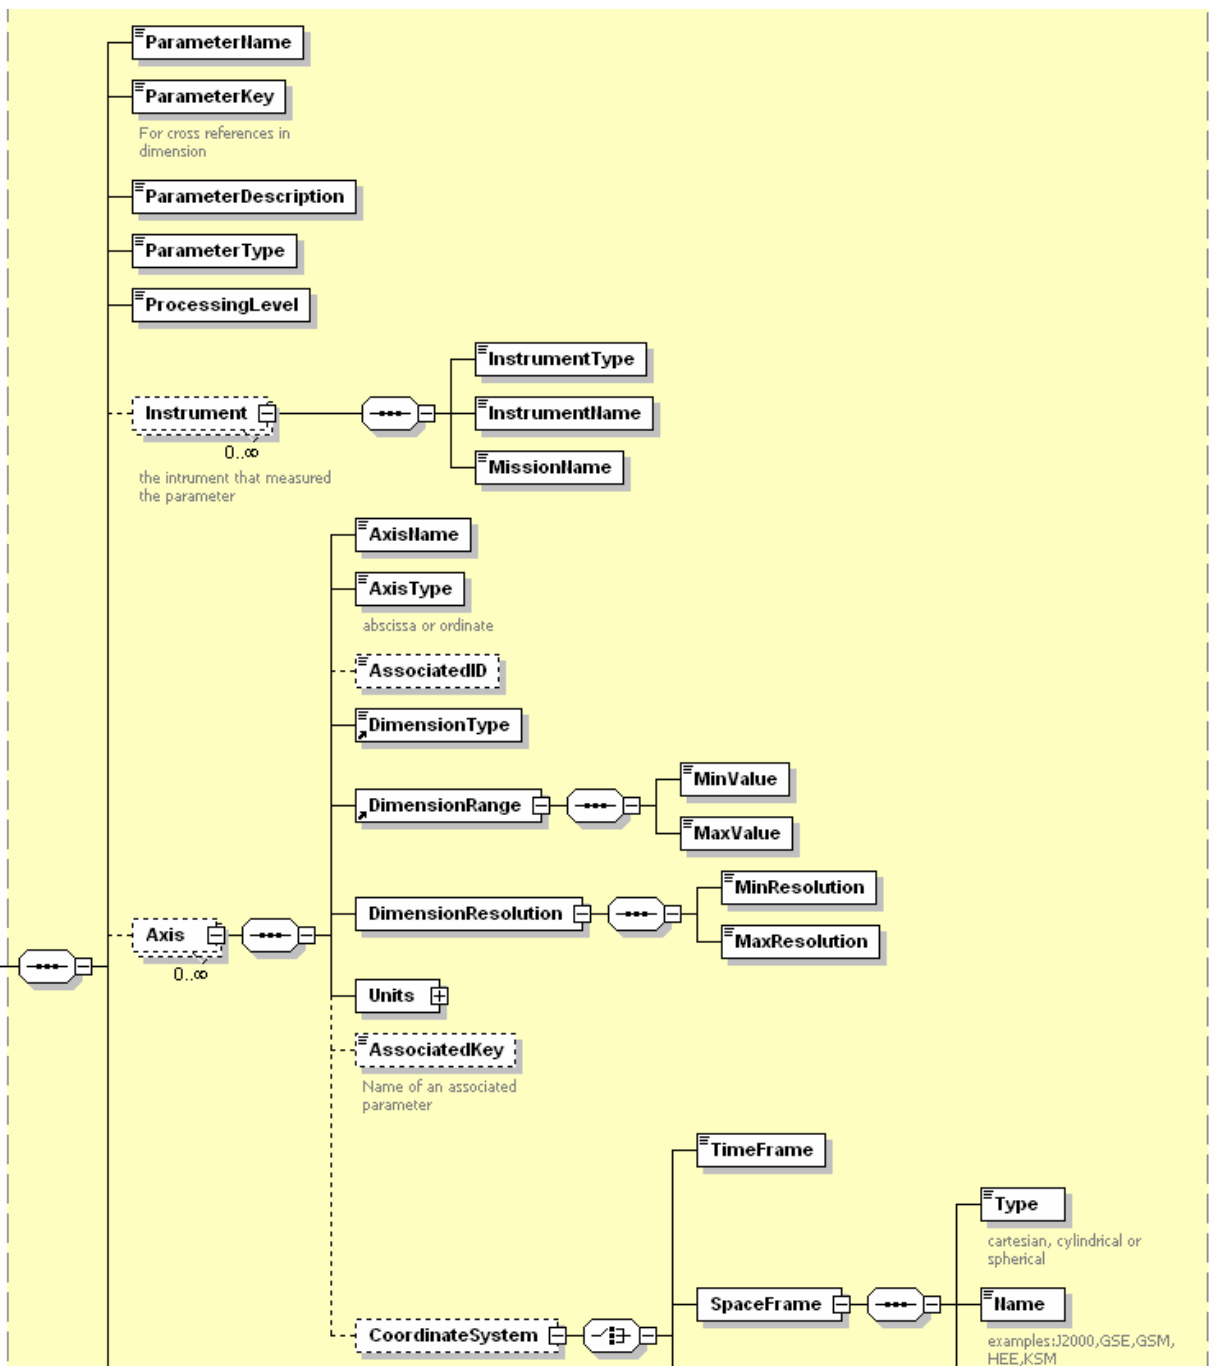 ParameterName
ParameterKey
For cross references in
dimension
ParameterDescription
ParameterType
ProcessingLevel
Instrument
0..∞
the intrument that measured
the parameter
InstrumentType
InstrumentName
MissionName
Axis
0..∞
AxisName
AxisType
abscissa or ordinate
AssociatedID
DimensionType
DimensionRange
MinValue
MaxValue
DimensionResolution
MinResolution
MaxResolution
Units
AssociatedKey
Name of an associated
parameter
CoordinateSystem
TimeFrame
SpaceFrame
Type
cartesian, cylindrical or
spherical
Name
examples:J2000,GSE,GSM,
HEE,KSM